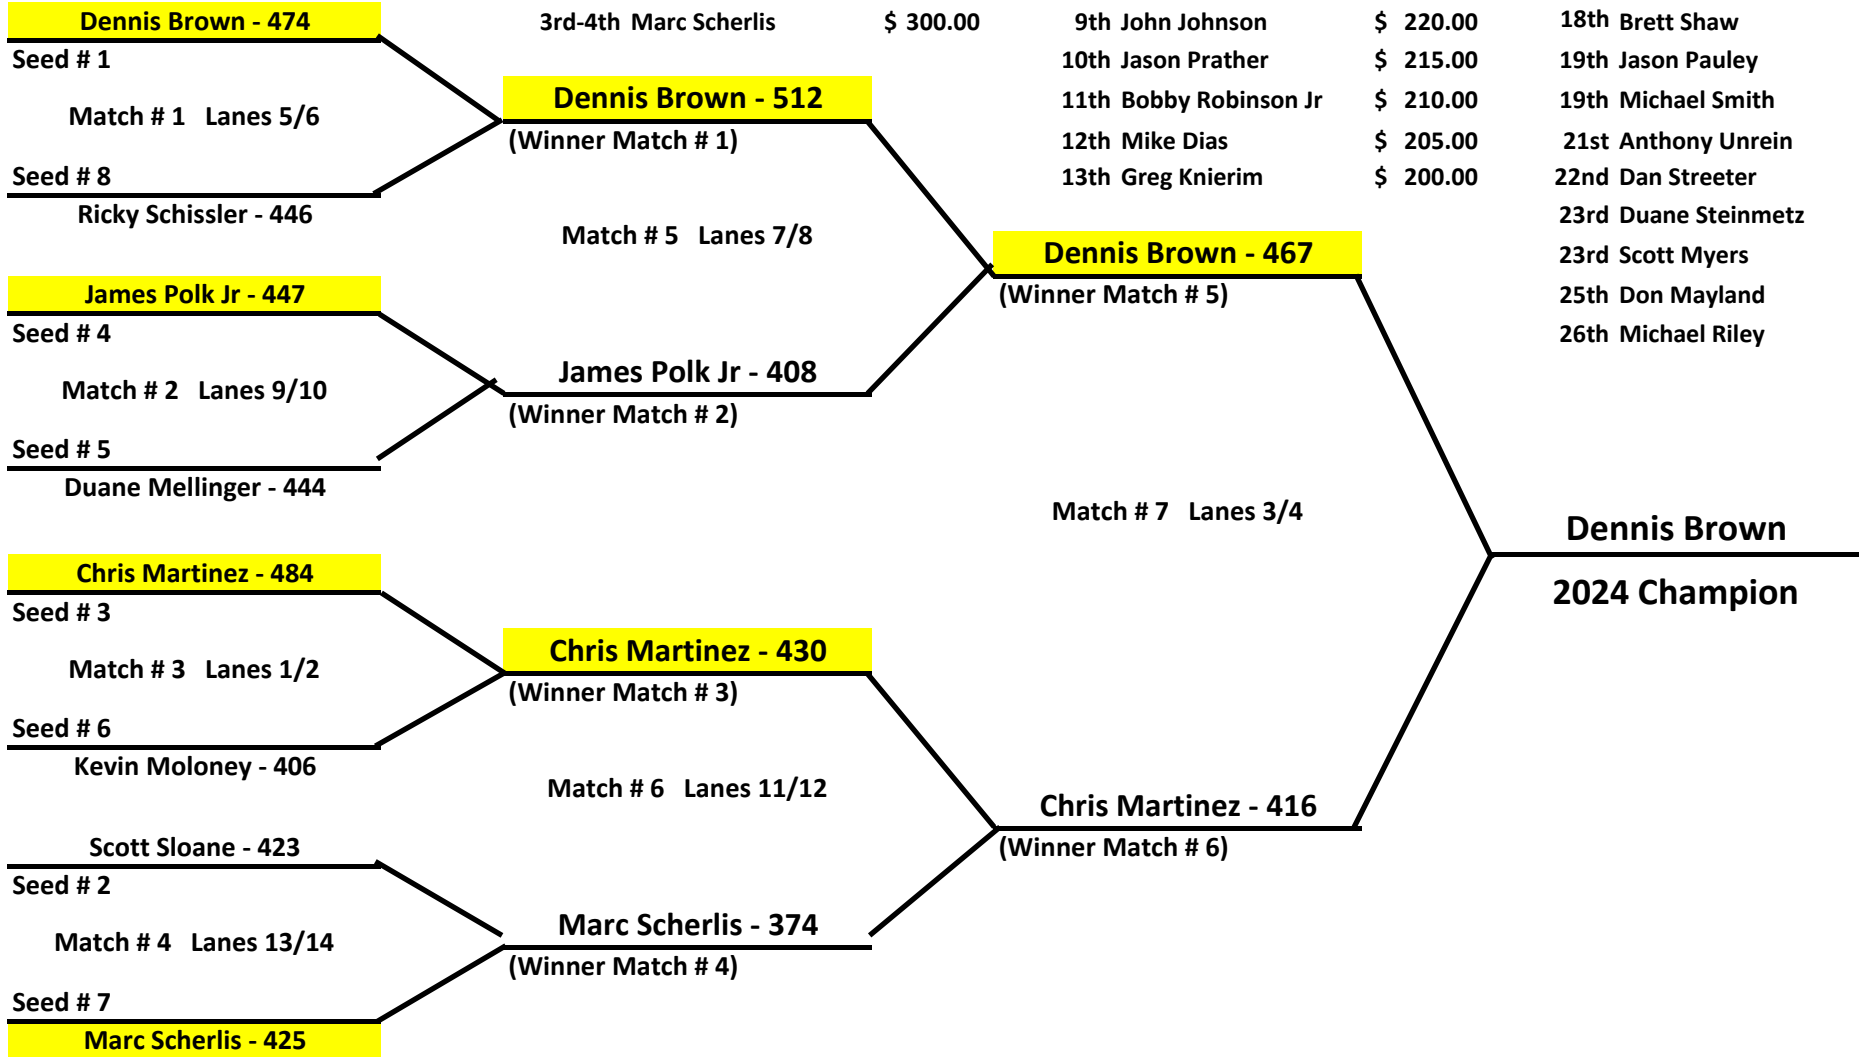 Dennis Brown - 474
Seed # 1
Match # 1 Lanes 5/6
Seed # 8
Ricky Schissler - 446
James Polk Jr - 447
Seed # 4
Match # 2 Lanes 9/10
Seed # 5
Duane Mellinger - 444
Chris Martinez - 484
Seed # 3
Match # 3 Lanes 1/2
Seed # 6
Kevin Moloney - 406
Scott Sloane - 423
Seed # 2
Match # 4 Lanes 13/14
Seed # 7
Marc Scherlis - 425
3rd-4th Marc Scherlis $ 300.00
Dennis Brown - 512
(Winner Match # 1)
Match # 5 Lanes 7/8
James Polk Jr - 408
(Winner Match # 2)
Chris Martinez - 430
(Winner Match # 3)
Match # 6 Lanes 11/12
Marc Scherlis - 374
(Winner Match # 4)
9th John Johnson $ 220.00
10th Jason Prather $ 215.00
11th Bobby Robinson Jr $ 210.00
12th Mike Dias $ 205.00
13th Greg Knierim $ 200.00
Dennis Brown - 467
(Winner Match # 5)
Match # 7 Lanes 3/4
Chris Martinez - 416
(Winner Match # 6)
18th Brett Shaw
19th Jason Pauley
19th Michael Smith
21st Anthony Unrein
22nd Dan Streeter
23rd Duane Steinmetz
23rd Scott Myers
25th Don Mayland
26th Michael Riley
Dennis Brown
2024 Champion